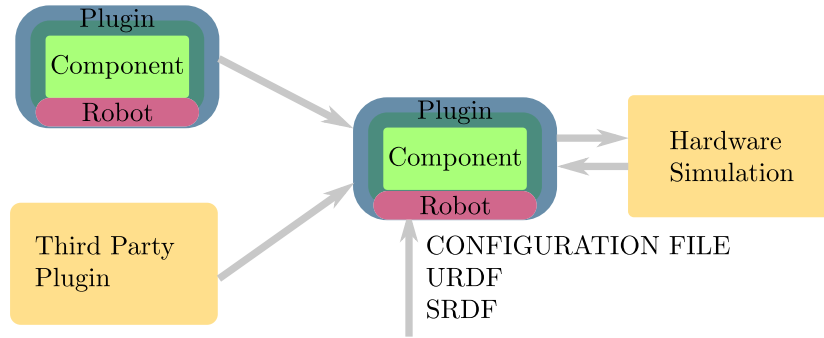 Plugin
Component
Robot
Plugin
Component
Robot
Hardware
Simulation
Third Party
Plugin
CONFIGURATION FILE
URDF
SRDF